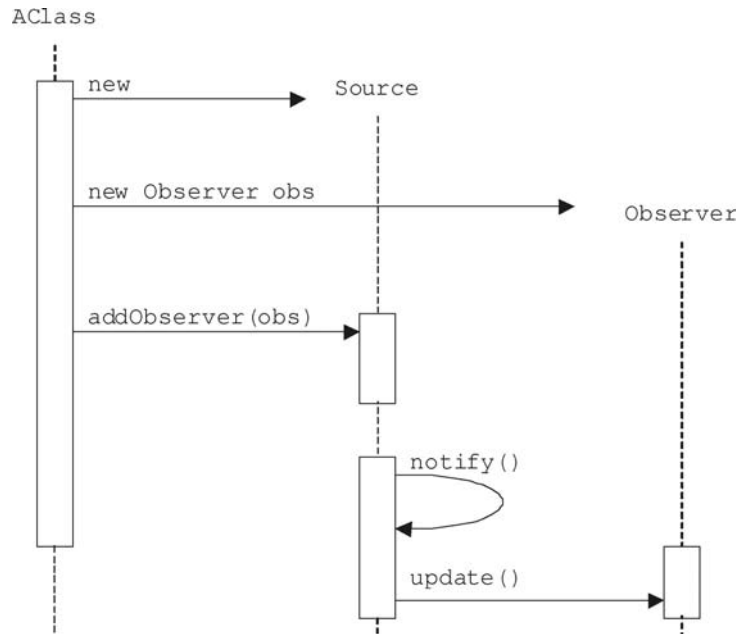 AClass
new
Source
new Observer obs
Observer
addObserver(obs)
notify()
update()